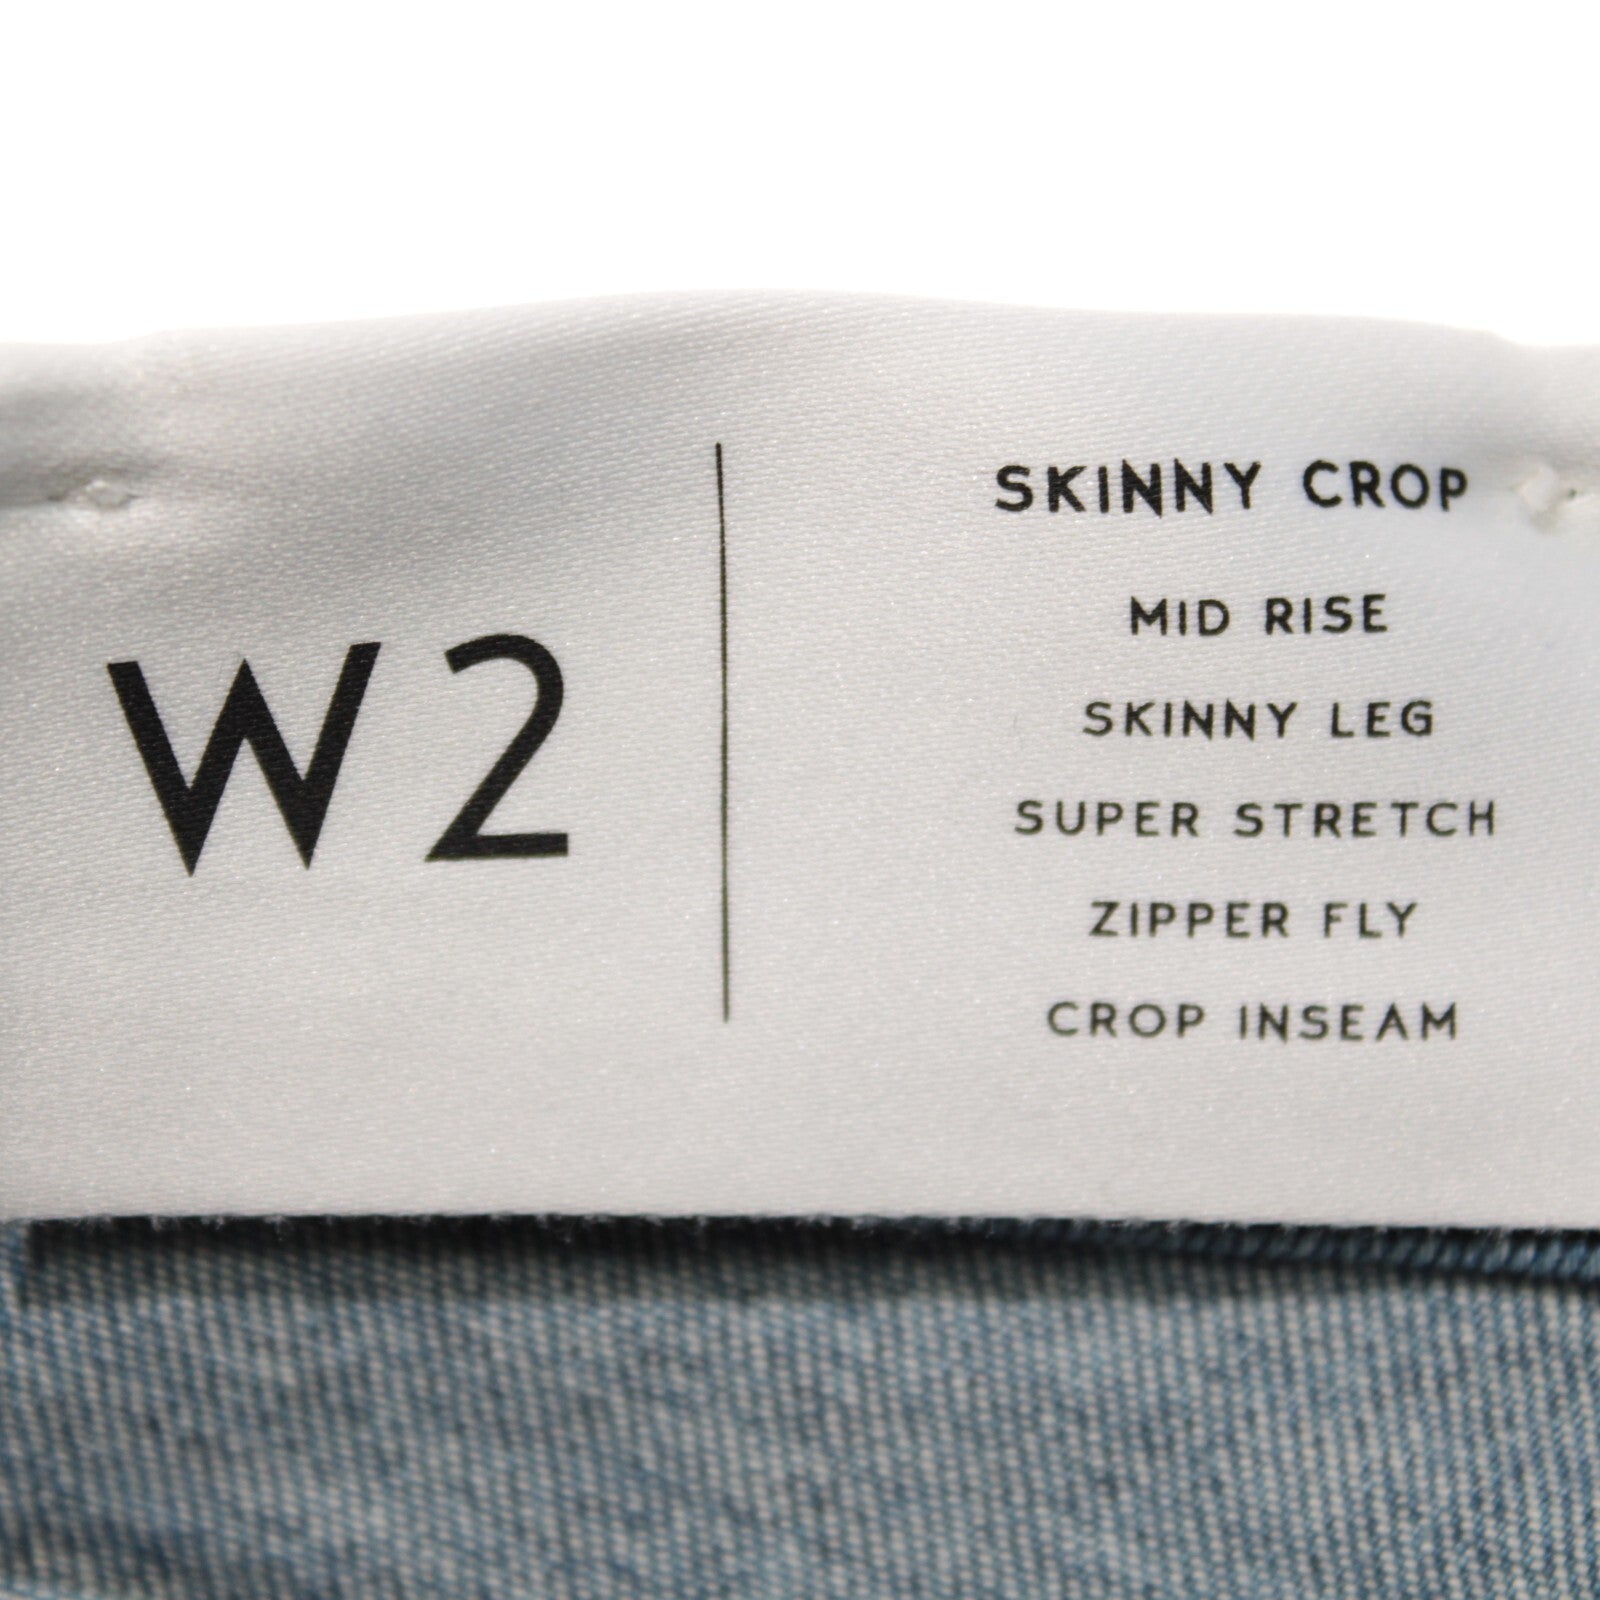 W2
SKINNY CROP
MID RISE
SKINNY LEG
SUPER STRETCH
ZIPPER FLY
CROP INSEAM